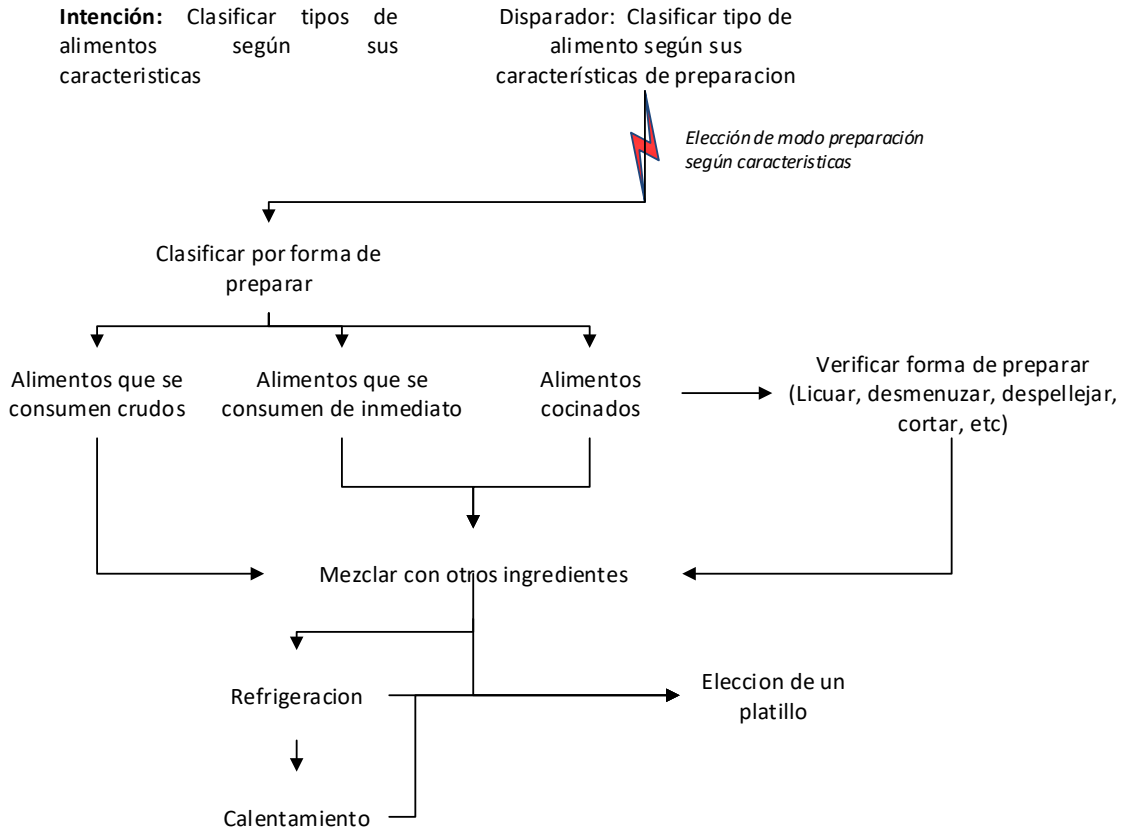 Intención: Clasificar tipos de
alimentos según sus
caracteristicas
Disparador: Clasificar tipo de
alimento según sus
características de preparacion
Elección de modo preparación
según caracteristicas
Clasificar por forma de
preparar
Alimentos que se
consumen crudos
Alimentos que se
consumen de inmediato
Alimentos
cocinados
Verificar forma de preparar
(Licuar, desmenuzar, despellejar,
cortar, etc)
Mezclar con otros ingredientes
Refrigeracion
Eleccion de un
platillo
Calentamiento